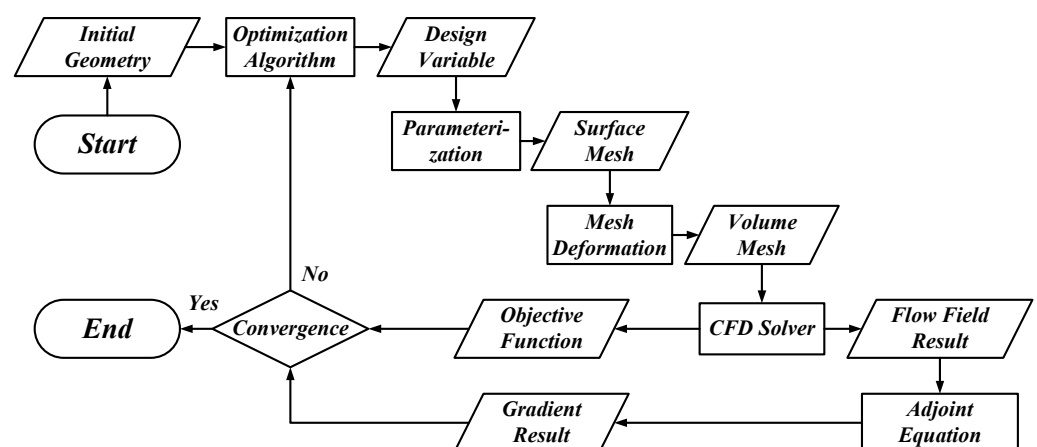 Initial
Geometry
Optimization
Algorithm
Design
Variable
Start
Parameteri-
zation
Surface
Mesh
Mesh
Deformation
Volume
Mesh
No
Yes
End
Convergence
Objective
Function
CFD Solver
Flow Field
Result
Gradient
Result
Adjoint
Equation